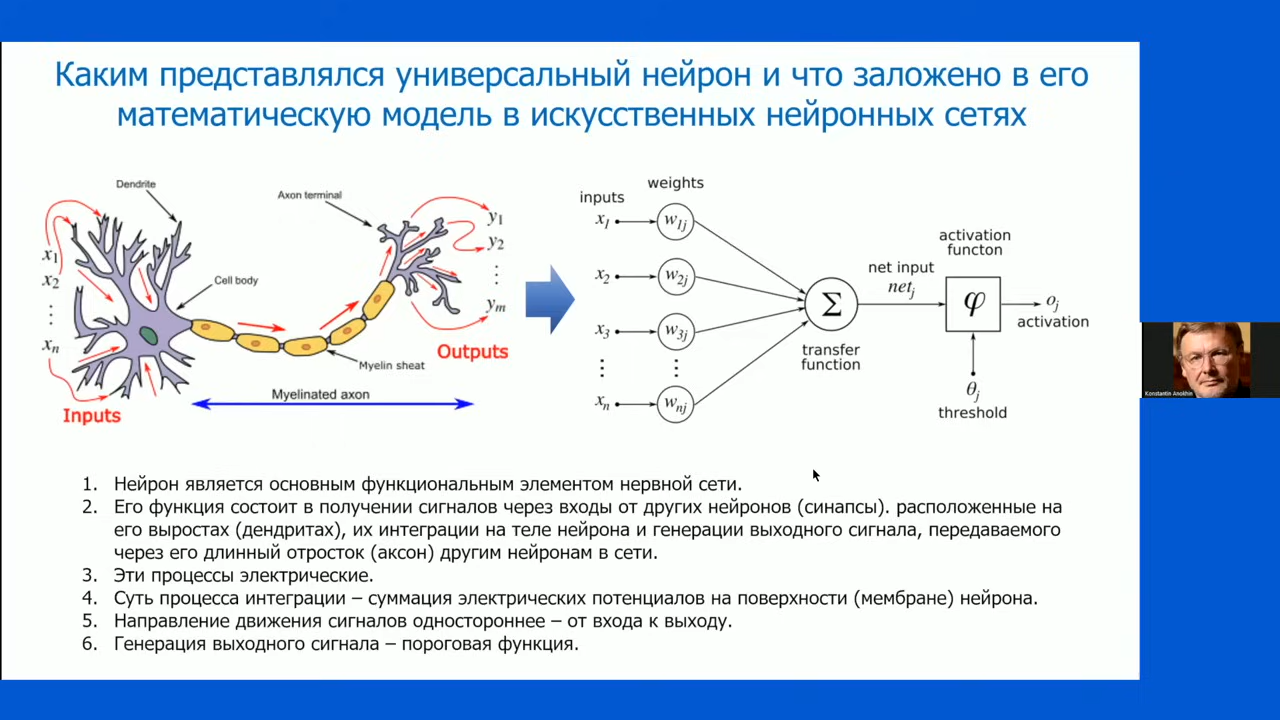 Каким представлялся универсальный нейрон и что заложено в его
математическую модель в искусственных нейронных сетях
Dendrite
Axon terminal
x1
x2
⋮
xn
Cell body
y1
y2
⋮
ym
Myelin sheat
Outputs
Myelinated axon
Inputs
weights
inputs
x1
w1j
x2
w2j
x3
w3j
⋮
⋮
xn
wnj
Σ
transfer
function
net input
netj
activation
functon
φ
oj
activation
θj
threshold
Konstantin Anokhin
1. Нейрон является основным функциональным элементом нервной сети.
2. Его функция состоит в получении сигналов через входы от других нейронов (синапсы). расположенные на
его выростах (дендритах), их интеграции на теле нейрона и генерации выходного сигнала, передаваемого
через его длинный отросток (аксон) другим нейронам в сети.
3. Эти процессы электрические.
4. Суть процесса интеграции – суммация электрических потенциалов на поверхности (мембране) нейрона.
5. Направление движения сигналов одностороннее – от входа к выходу.
6. Генерация выходного сигнала – пороговая функция.